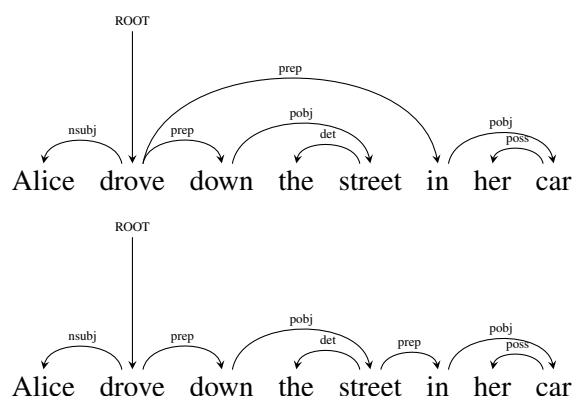 ROOT
prep
nsubj prep pobj det pobj poss
Alice drove down the street in her car
ROOT
nsubj prep pobj det prep pobj poss
Alice drove down the street in her car